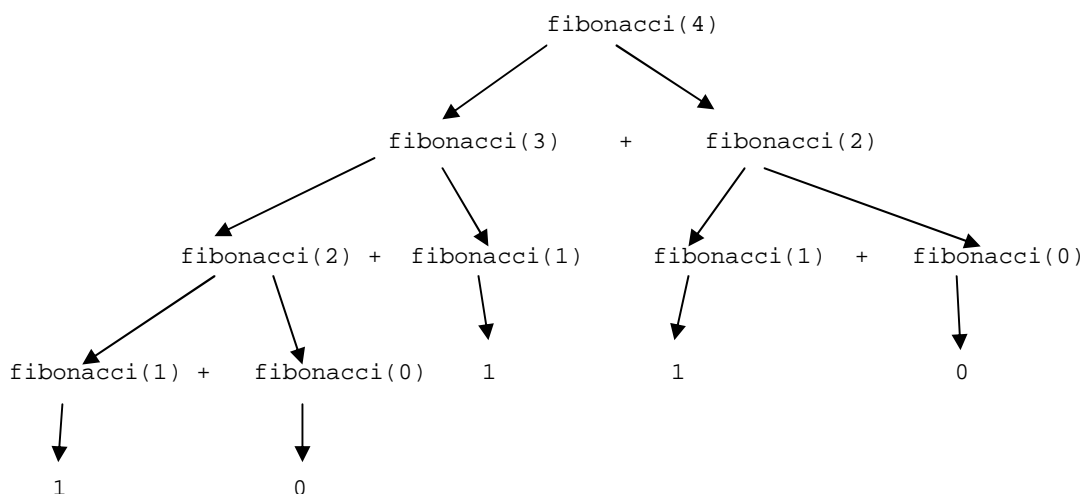 fibonacci(4)
fibonacci(3) + fibonacci(2)
fibonacci(2) + fibonacci(1) fibonacci(1) + fibonacci(0)
fibonacci(1) + fibonacci(0) 1 1 0
1 0